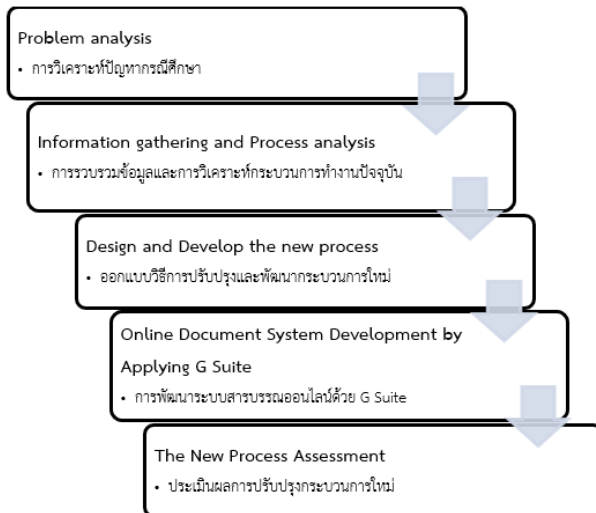 Problem analysis
• การวิเคราะห์ปัญหากรณีศึกษา
Information gathering and Process analysis
• การรวบรวมข้อมูลและการวิเคราะห์กระบวนการทำงานปัจจุบัน
Design and Develop the new process
• ออกแบบวิธีการปรับปรุงและพัฒนากระบวนการใหม่
Online Document System Development by
Applying G Suite
• การพัฒนาระบบสารบรรณออนไลน์ด้วย G Suite
The New Process Assessment
• ประเมินผลการปรับปรุงกระบวนการใหม่